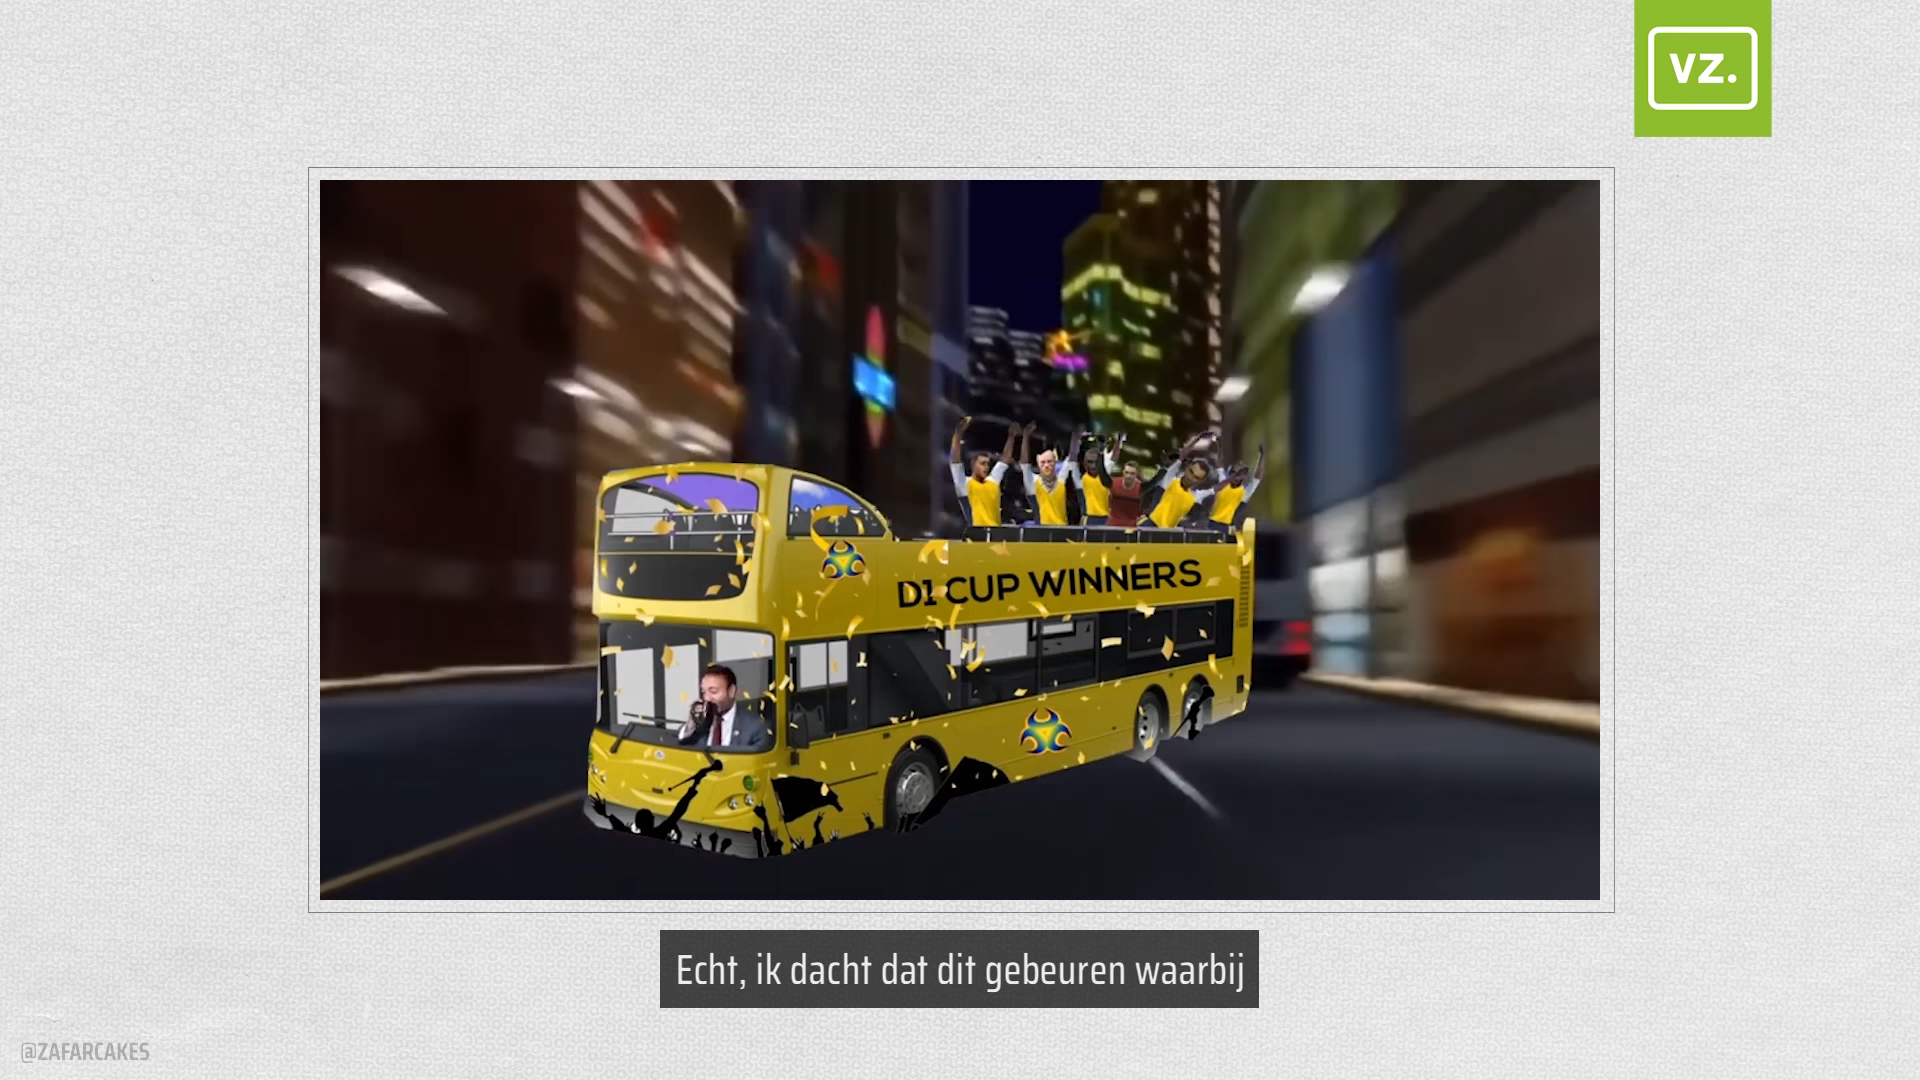 vz.
D1 CUP WINNERS
Echt, ik dacht dat dit gebeuren waarbij
@ZAFARCAKES